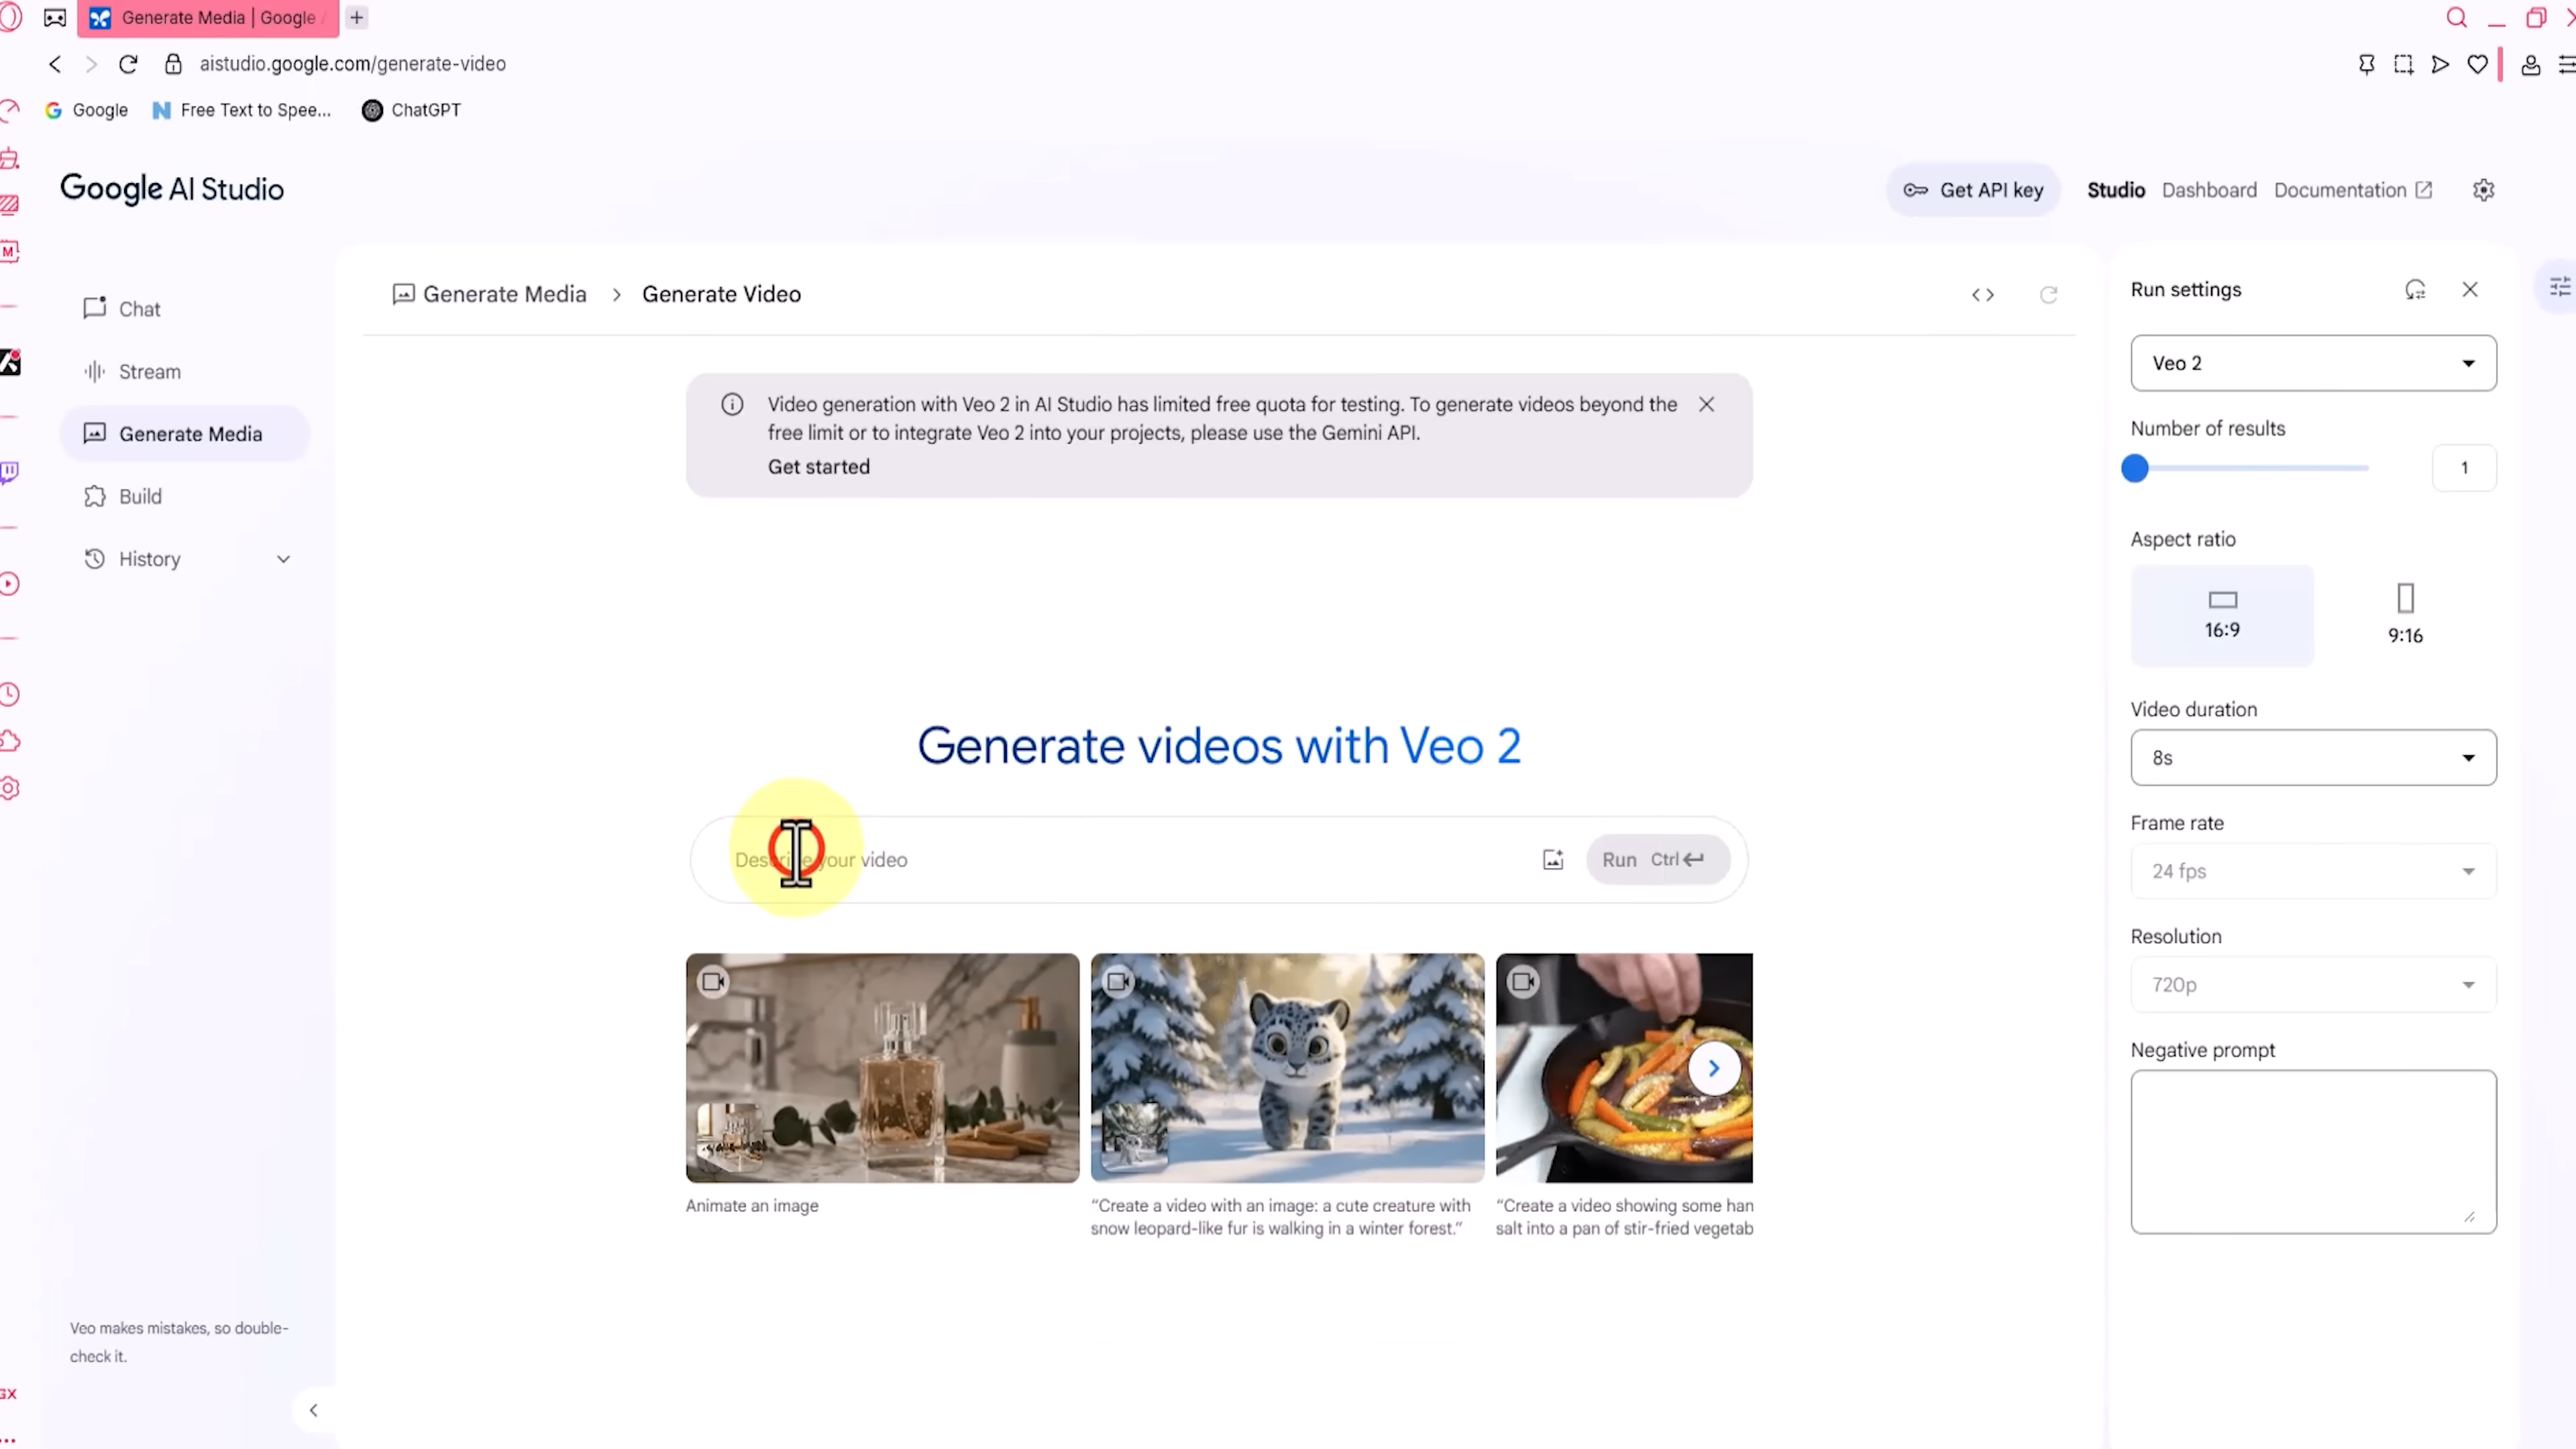 Generate Media | Google
aistudio.google.com/generate-video
Google
Free Text to Spee...
ChatGPT
Google AI Studio
Get API key
Studio
Dashboard
Documentation
Chat
Stream
Generate Media
Build
History
Veo makes mistakes, so double-
check it.
Generate Media > Generate Video
Video generation with Veo 2 in AI Studio has limited free quota for testing. To generate videos beyond the
free limit or to integrate Veo 2 into your projects, please use the Gemini API.
Get started
Generate videos with Veo 2
Describe your video
Run Ctrl
Animate an image
“Create a video with an image: a cute creature with
snow leopard-like fur is walking in a winter forest.”
“Create a video showing some han
salt into a pan of stir-fried vegetab
Run settings
Veo 2
Number of results
1
Aspect ratio
16:9
9:16
Video duration
8s
Frame rate
24 fps
Resolution
720p
Negative prompt
M
GX